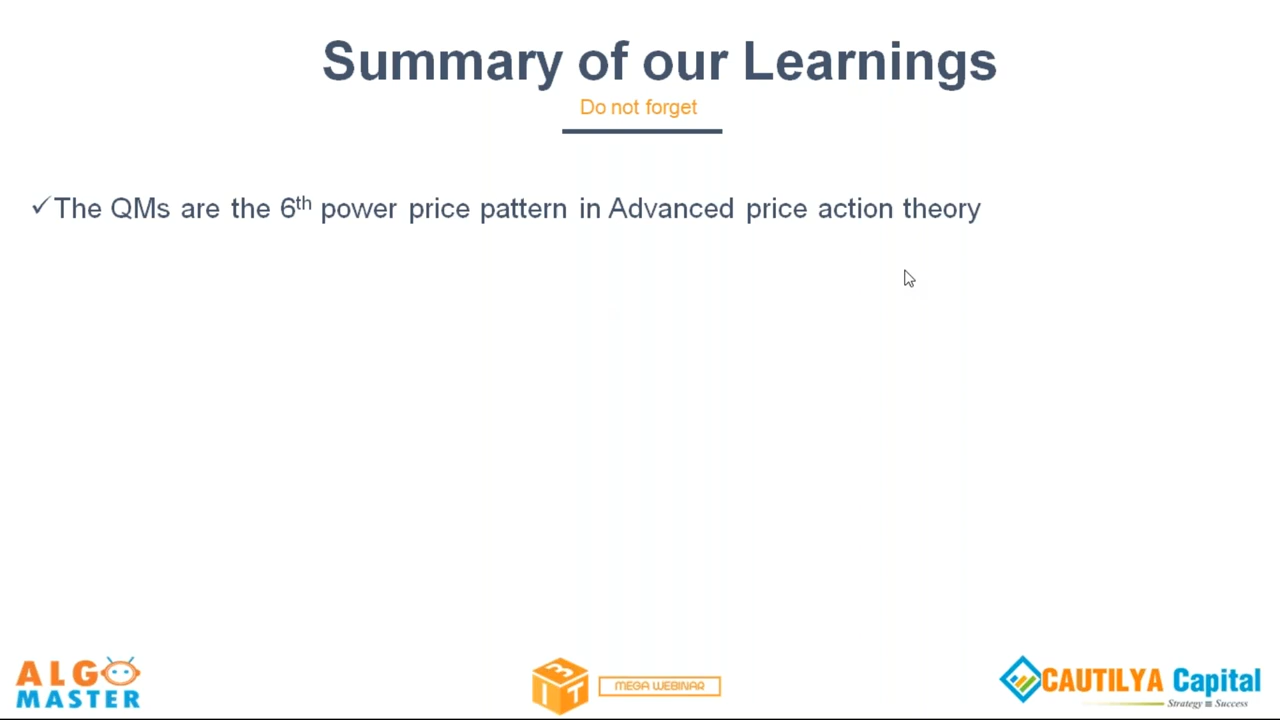 Summary of our Learnings
Do not forget
✓The QMs are the 6th power price pattern in Advanced price action theory
ALGO
MASTER
BIT
MEGA WEBINAR
CAUTILYA Capital
Strategy = Success